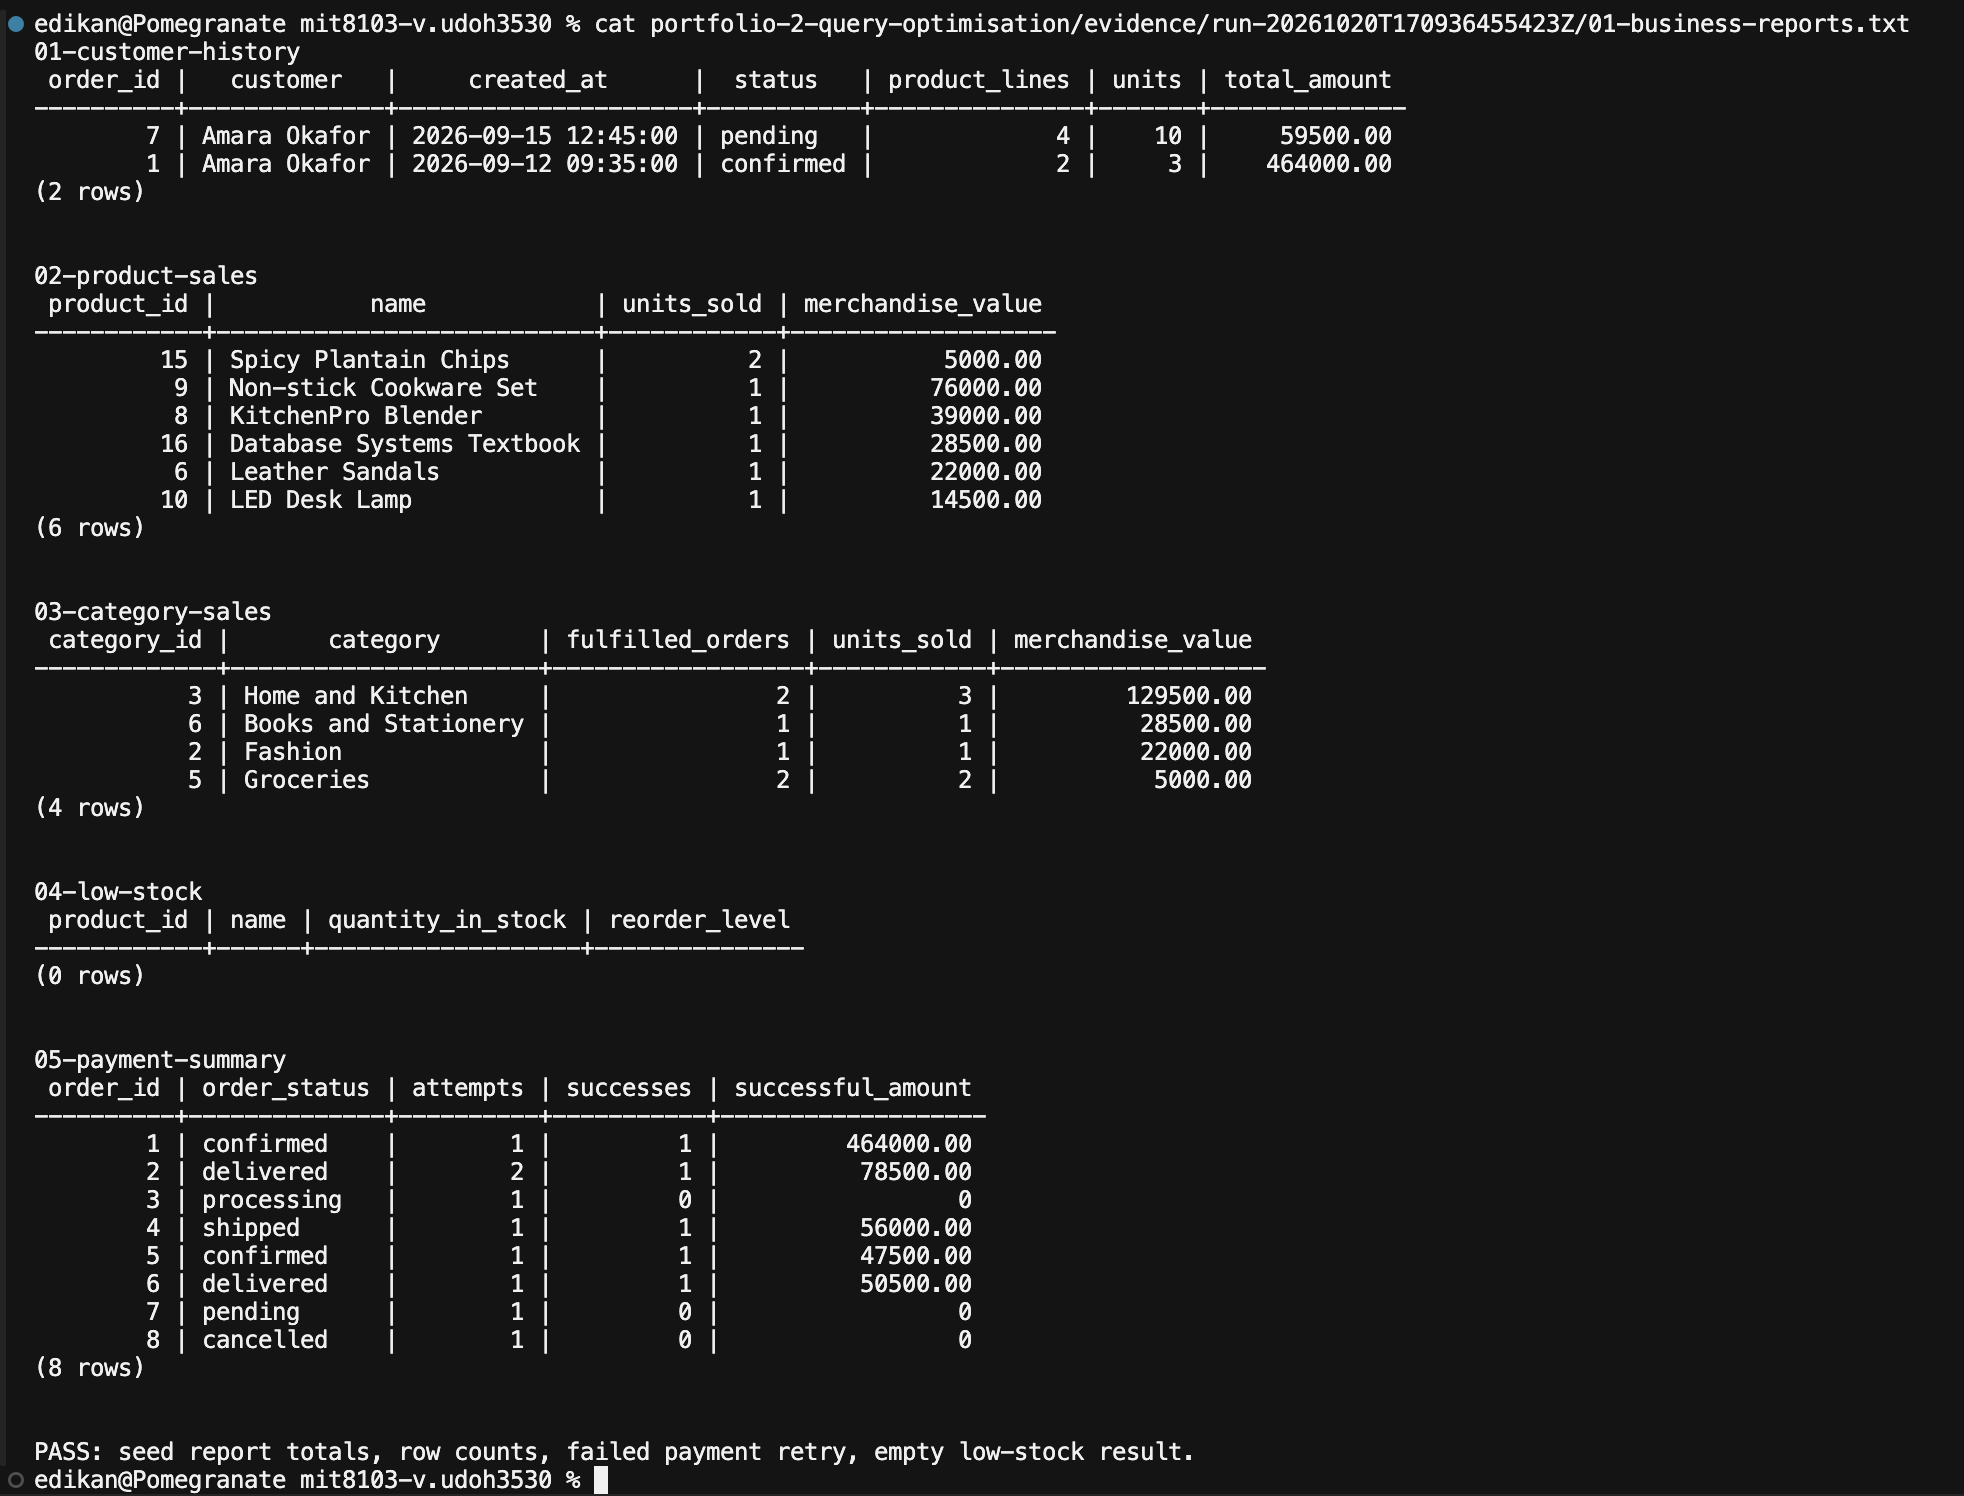 edikan@Pomegranate mit8103-v.udoh3530 % cat portfolio-2-query-optimisation/evidence/run-20261020T170936455423Z/01-business-reports.txt
01-customer-history
 order_id |   customer   |     created_at      |  status   | product_lines | units | total_amount
----------+--------------+---------------------+-----------+---------------+-------+--------------
        7 | Amara Okafor | 2026-09-15 12:45:00 | pending   |             4 |    10 |     59500.00
        1 | Amara Okafor | 2026-09-12 09:35:00 | confirmed |             2 |     3 |    464000.00
(2 rows)
02-product-sales
 product_id |           name            | units_sold | merchandise_value
------------+---------------------------+------------+-------------------
         15 | Spicy Plantain Chips      |          2 |           5000.00
          9 | Non-stick Cookware Set    |          1 |          76000.00
          8 | KitchenPro Blender        |          1 |          39000.00
         16 | Database Systems Textbook |          1 |          28500.00
          6 | Leather Sandals           |          1 |          22000.00
         10 | LED Desk Lamp             |          1 |          14500.00
(6 rows)
03-category-sales
 category_id |       category       | fulfilled_orders | units_sold | merchandise_value
-------------+----------------------+------------------+------------+-------------------
           3 | Home and Kitchen     |                2 |          3 |         129500.00
           6 | Books and Stationery |                1 |          1 |          28500.00
           2 | Fashion              |                1 |          1 |          22000.00
           5 | Groceries            |                2 |          2 |           5000.00
(4 rows)
04-low-stock
 product_id | name | quantity_in_stock | reorder_level
------------+------+-------------------+---------------
(0 rows)
05-payment-summary
 order_id | order_status | attempts | successes | successful_amount
----------+--------------+----------+-----------+-------------------
        1 | confirmed    |        1 |         1 |         464000.00
        2 | delivered    |        2 |         1 |          78500.00
        3 | processing   |        1 |         0 |                 0
        4 | shipped      |        1 |         1 |          56000.00
        5 | confirmed    |        1 |         1 |          47500.00
        6 | delivered    |        1 |         1 |          50500.00
        7 | pending      |        1 |         0 |                 0
        8 | cancelled    |        1 |         0 |                 0
(8 rows)
PASS: seed report totals, row counts, failed payment retry, empty low-stock result.
edikan@Pomegranate mit8103-v.udoh3530 %